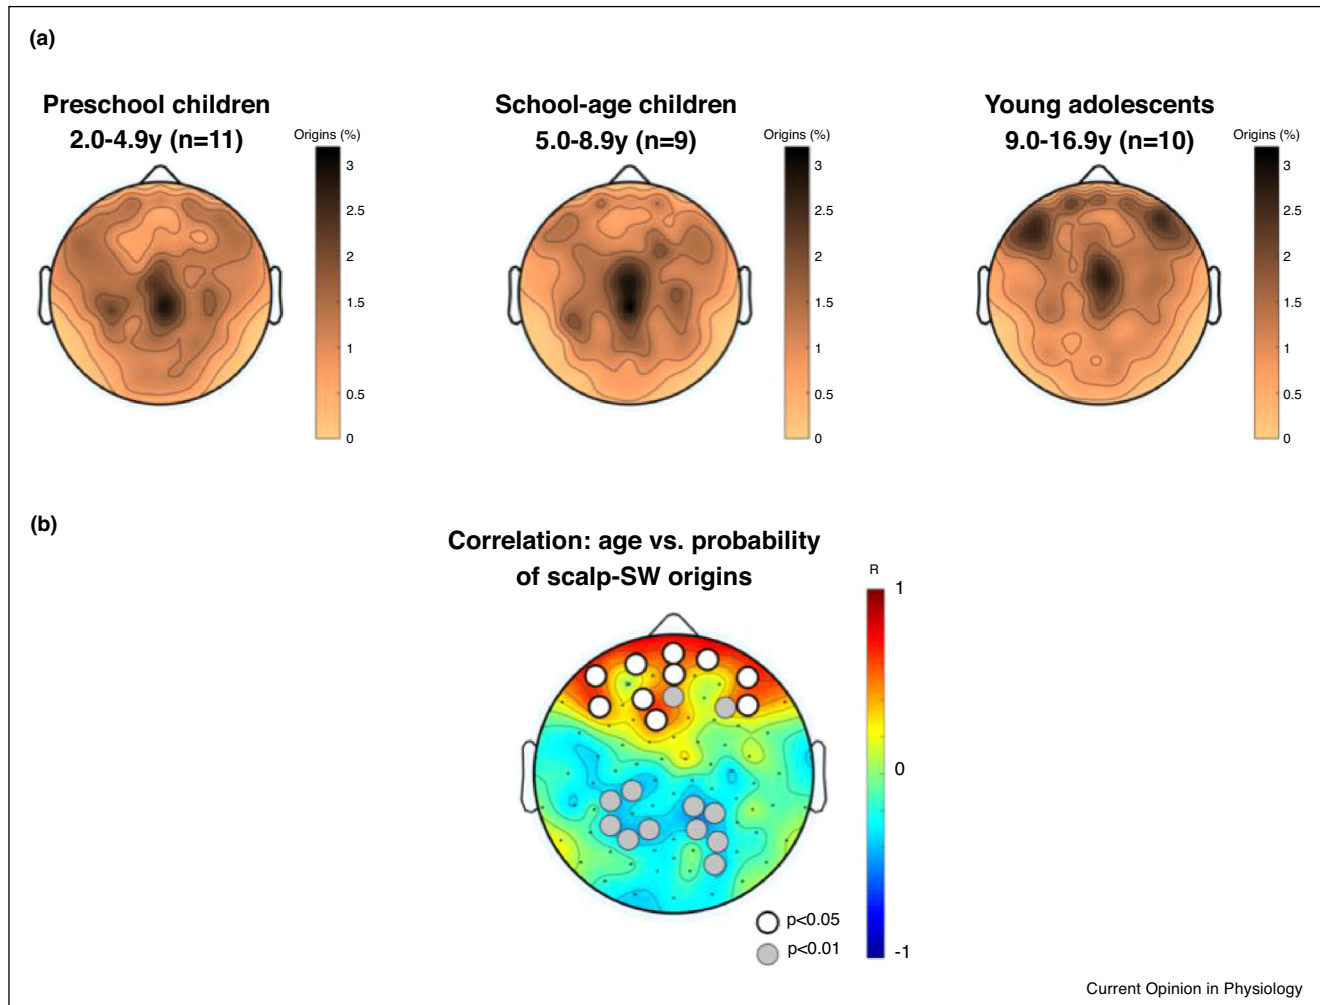 (a)
Preschool children
2.0-4.9y (n=11)
Origins (%)
3
2.5
2
1.5
1
0.5
0
School-age children
5.0-8.9y (n=9)
Origins (%)
3
2.5
2
1.5
1
0.5
0
Young adolescents
9.0-16.9y (n=10)
Origins (%)
3
2.5
2
1.5
1
0.5
0
(b)
Correlation: age vs. probability
of scalp-SW origins
R
1
0
-1
p<0.05
p<0.01
Current Opinion in Physiology